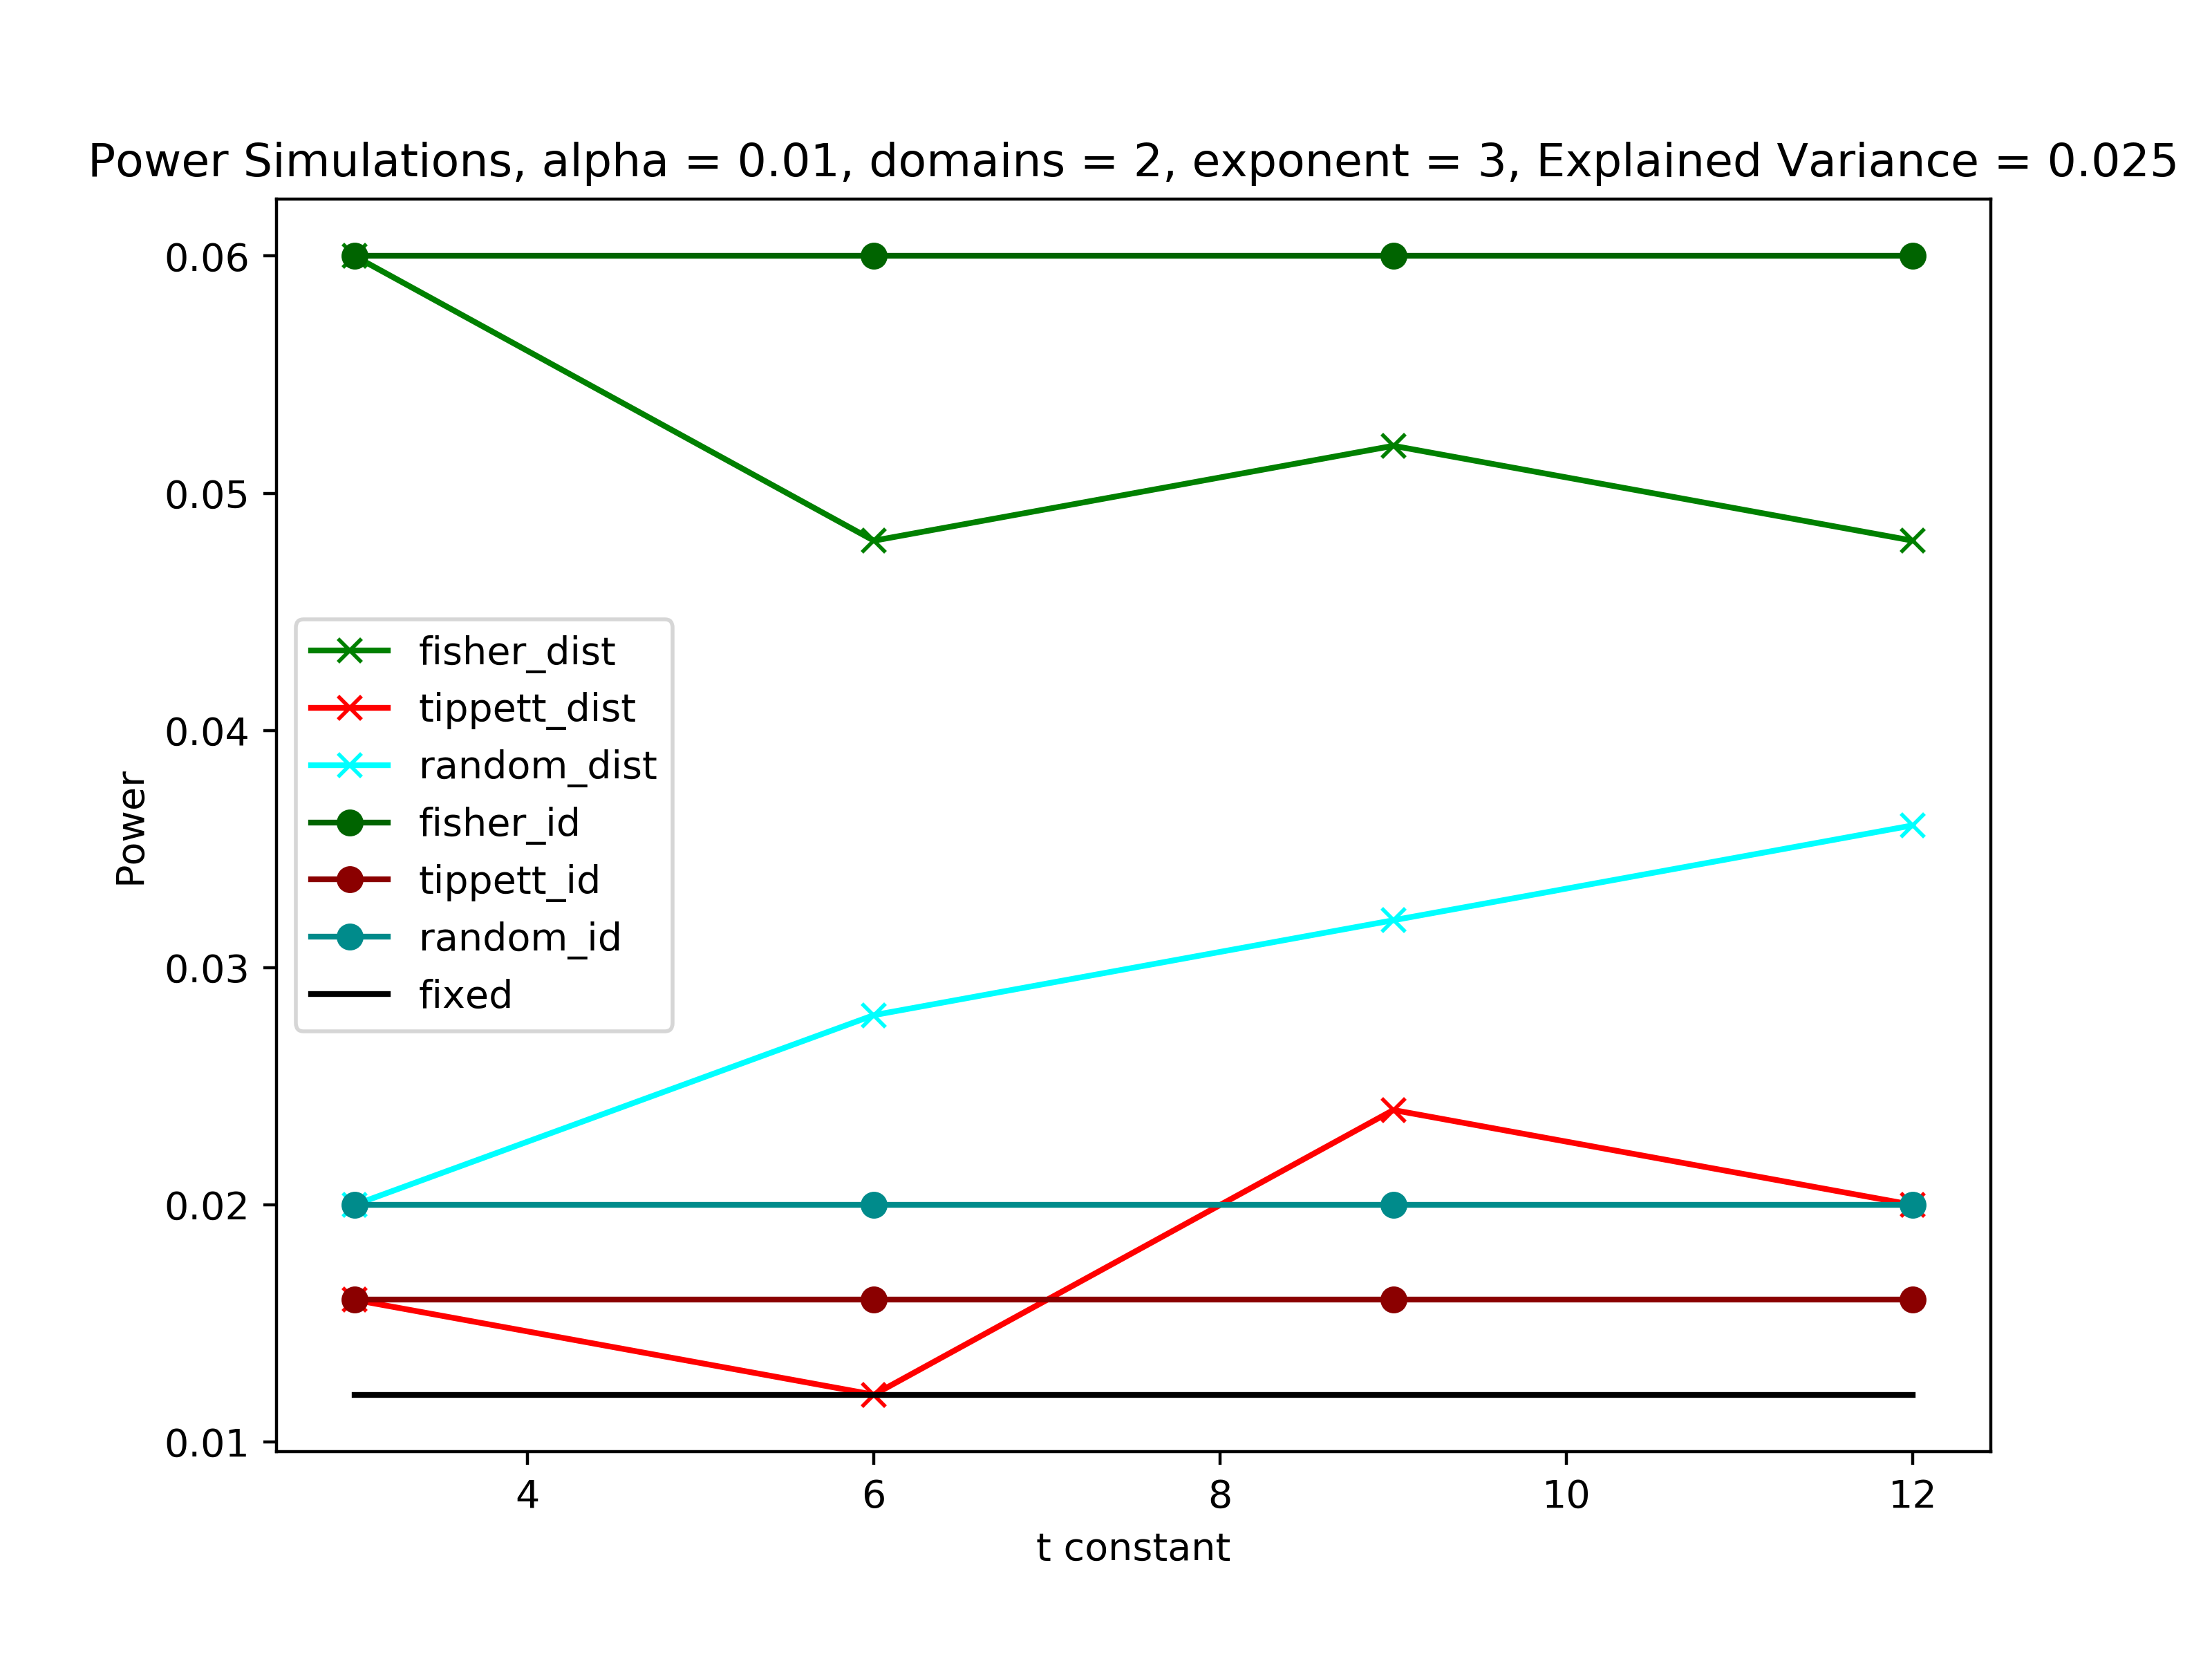 Power Simulations, alpha = 0.01, domains = 2, exponent = 3, Explained Variance = 0.025
0.06
0.05
0.04
0.03
0.02
0.01
Power
fisher_dist
tippett_dist
random_dist
fisher_id
tippett_id
random_id
fixed
4 6 8 10 12
t constant